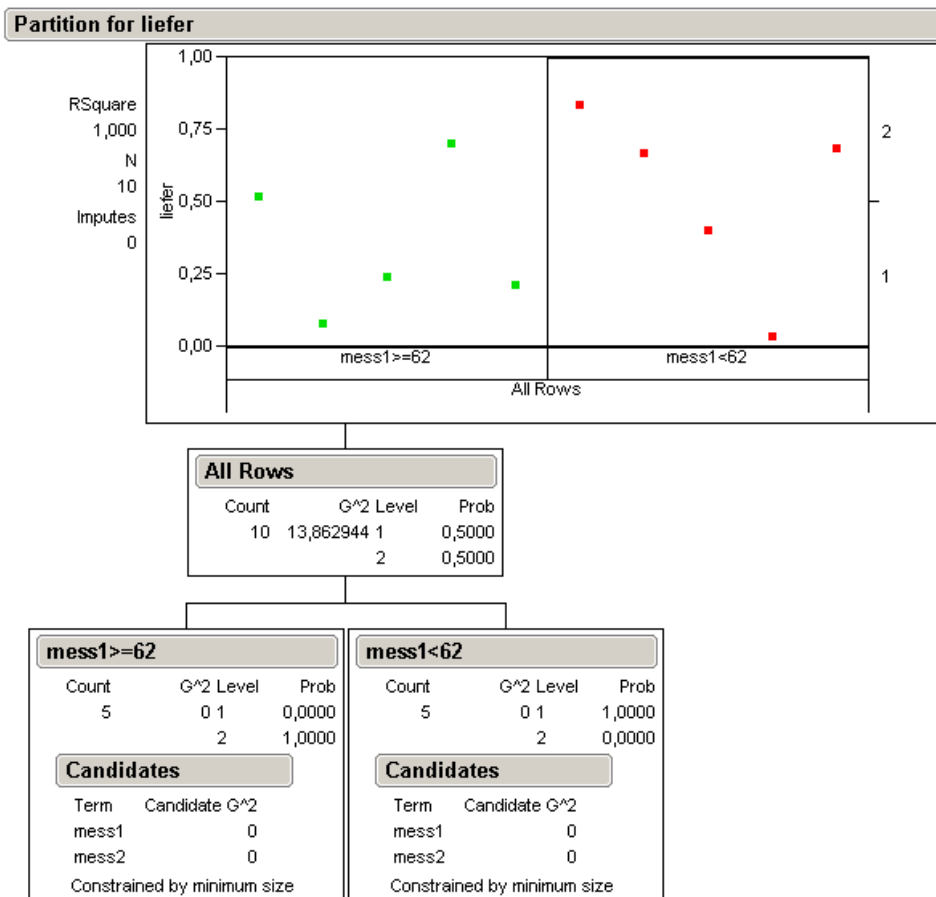 Partition for liefer
RSquare
1,000
N
10
Imputes
0
liefer
1,00
0,75
0,50
0,25
0,00
2
1
mess1>=62 mess1<62
All Rows
All Rows
Count G^2 Level Prob
10 13,862944 1 0,5000
2 0,5000
mess1>=62
Count G^2 Level Prob
5 0 1 0,0000
2 1,0000
Candidates
Term Candidate G^2
mess1 0
mess2 0
Constrained by minimum size
mess1<62
Count G^2 Level Prob
5 0 1 1,0000
2 0,0000
Candidates
Term Candidate G^2
mess1 0
mess2 0
Constrained by minimum size